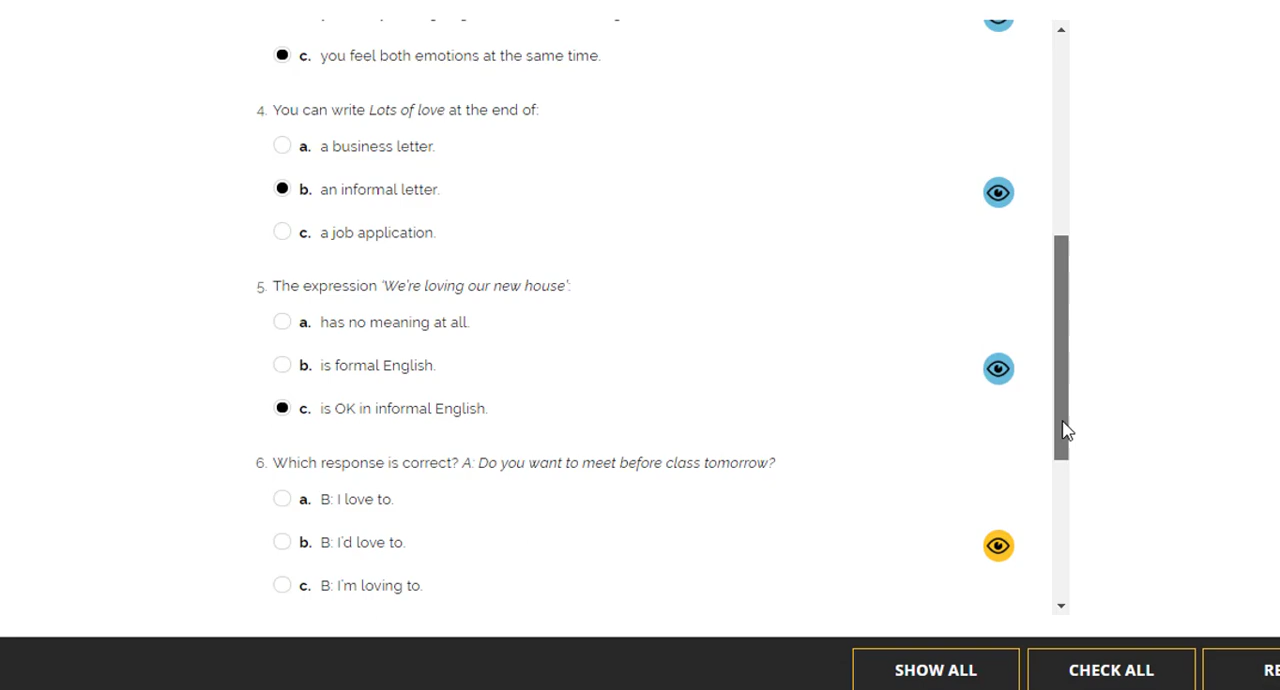 c. you feel both emotions at the same time.
4. You can write Lots of love at the end of:
a. a business letter.
b. an informal letter.
c. a job application.
5. The expression 'We're loving our new house':
a. has no meaning at all.
b. is formal English.
c. is OK in informal English.
6. Which response is correct? A: Do you want to meet before class tomorrow?
a. B: I love to.
b. B: I'd love to.
c. B: I'm loving to.
SHOW ALL CHECK ALL RE